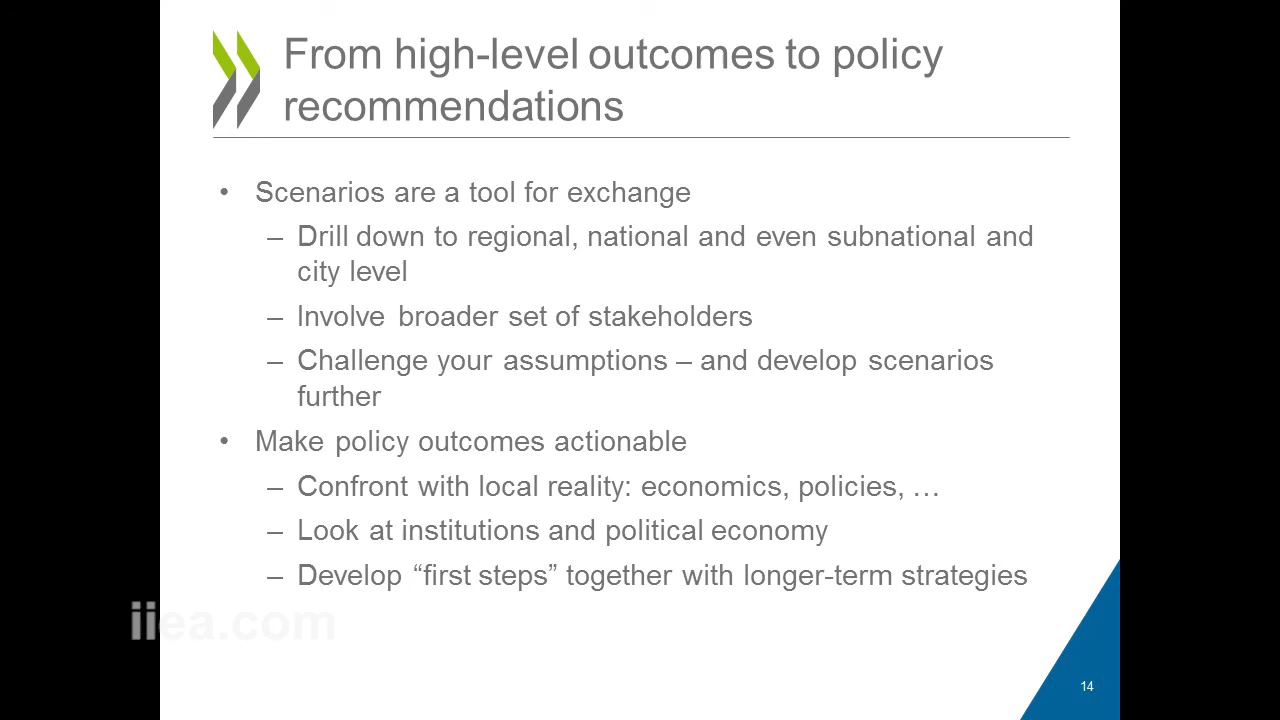 From high-level outcomes to policy
recommendations
• Scenarios are a tool for exchange
– Drill down to regional, national and even subnational and
city level
– Involve broader set of stakeholders
– Challenge your assumptions – and develop scenarios
further
• Make policy outcomes actionable
– Confront with local reality: economics, policies, …
– Look at institutions and political economy
– Develop “first steps” together with longer-term strategies
iiea.com
14